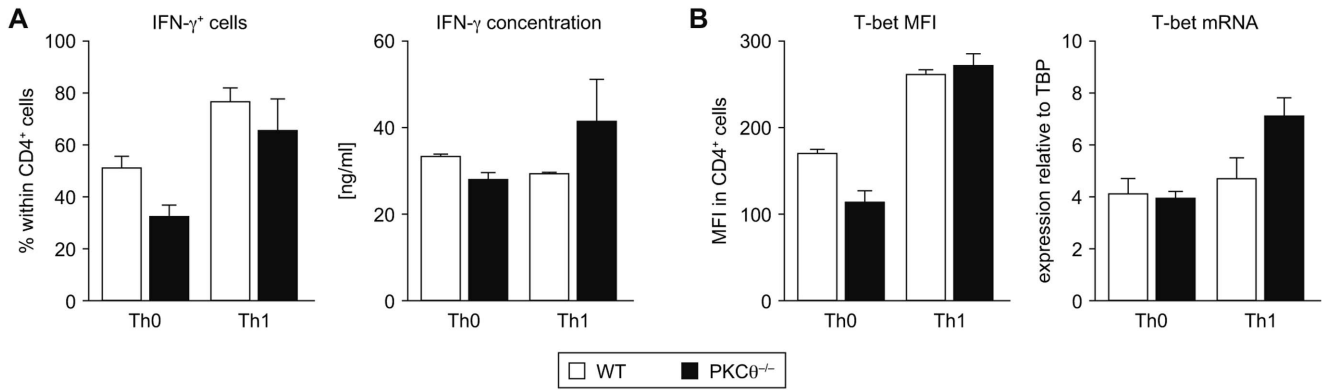 A
IFN-γ⁺ cells
% within CD4⁺ cells
100
80
60
40
20
0
Th0 Th1
IFN-γ concentration
[ng/ml]
60
40
20
0
Th0 Th1
B
T-bet MFI
MFI in CD4⁺ cells
300
200
100
0
Th0 Th1
T-bet mRNA
expression relative to TBP
10
8
6
4
2
0
Th0 Th1
WT PKCθ⁻/⁻